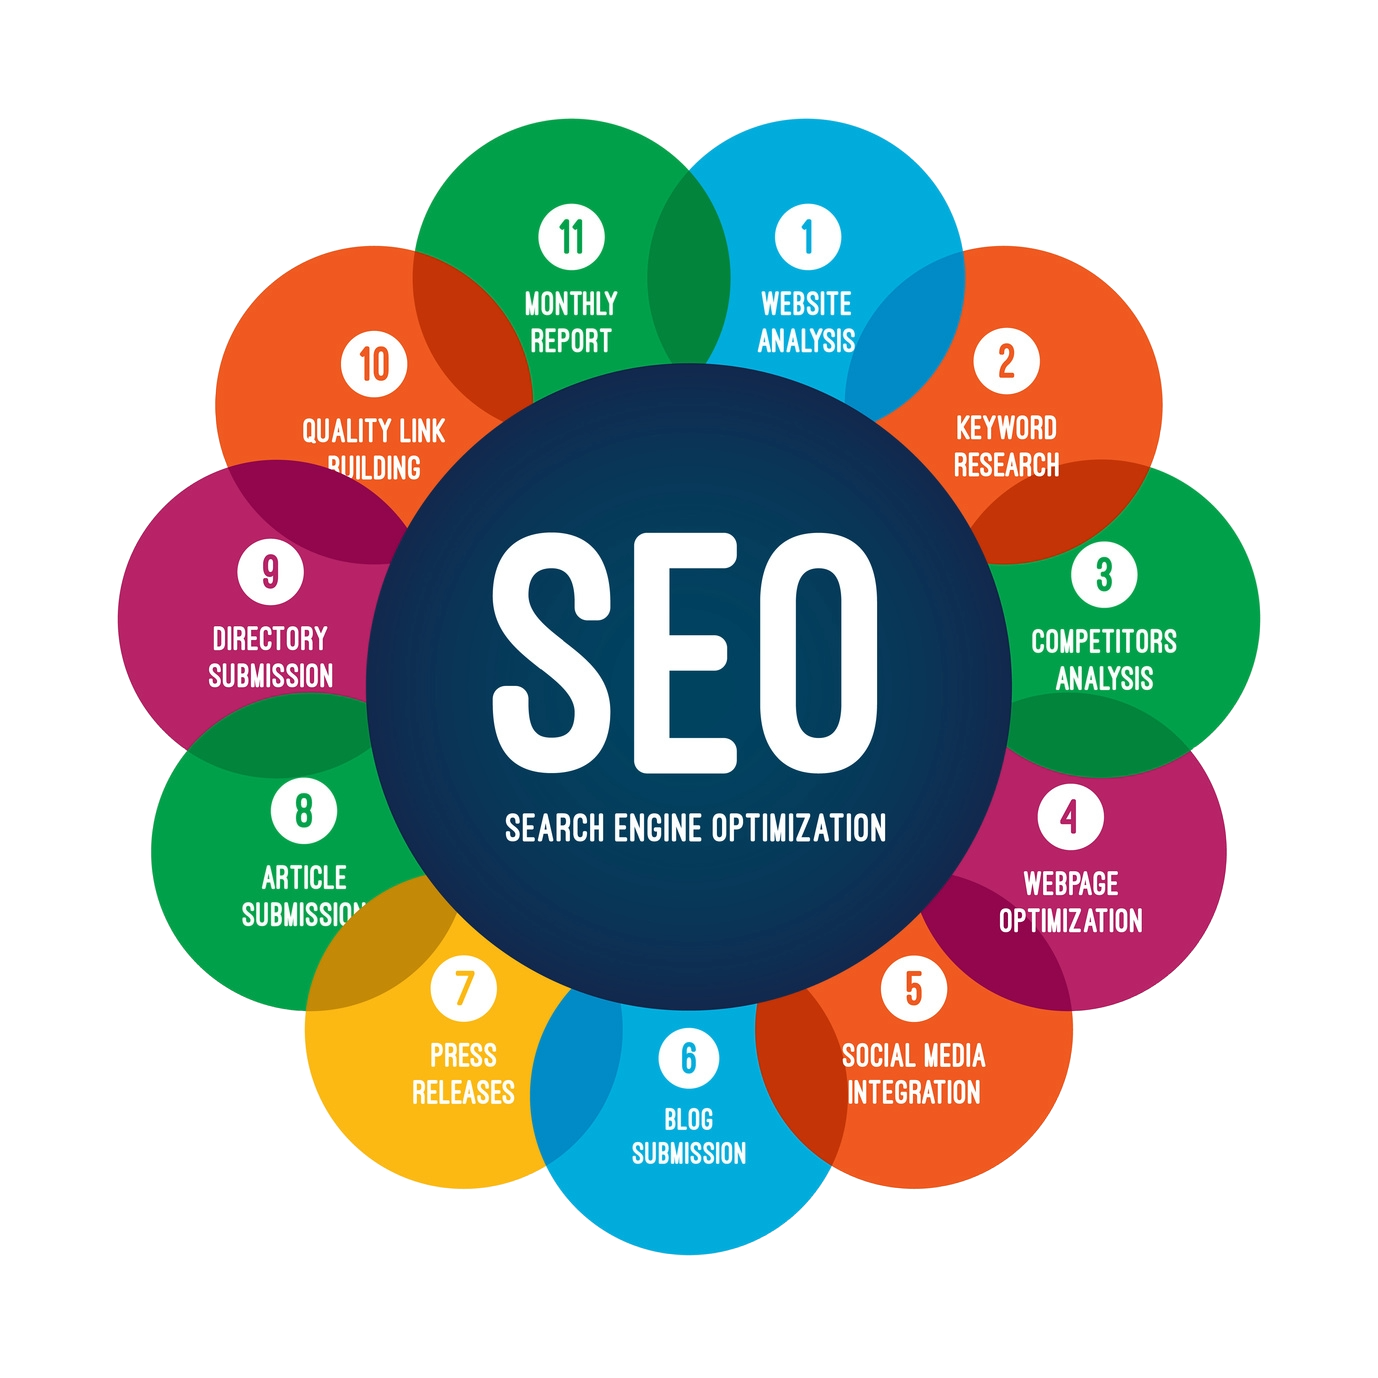 SEO
SEARCH ENGINE OPTIMIZATION
1
WEBSITE
ANALYSIS
2
KEYWORD
RESEARCH
3
COMPETITORS
ANALYSIS
4
WEBPAGE
OPTIMIZATION
5
SOCIAL MEDIA
INTEGRATION
6
BLOG
SUBMISSION
7
PRESS
RELEASES
8
ARTICLE
SUBMISSION
9
DIRECTORY
SUBMISSION
10
QUALITY LINK
BUILDING
11
MONTHLY
REPORT